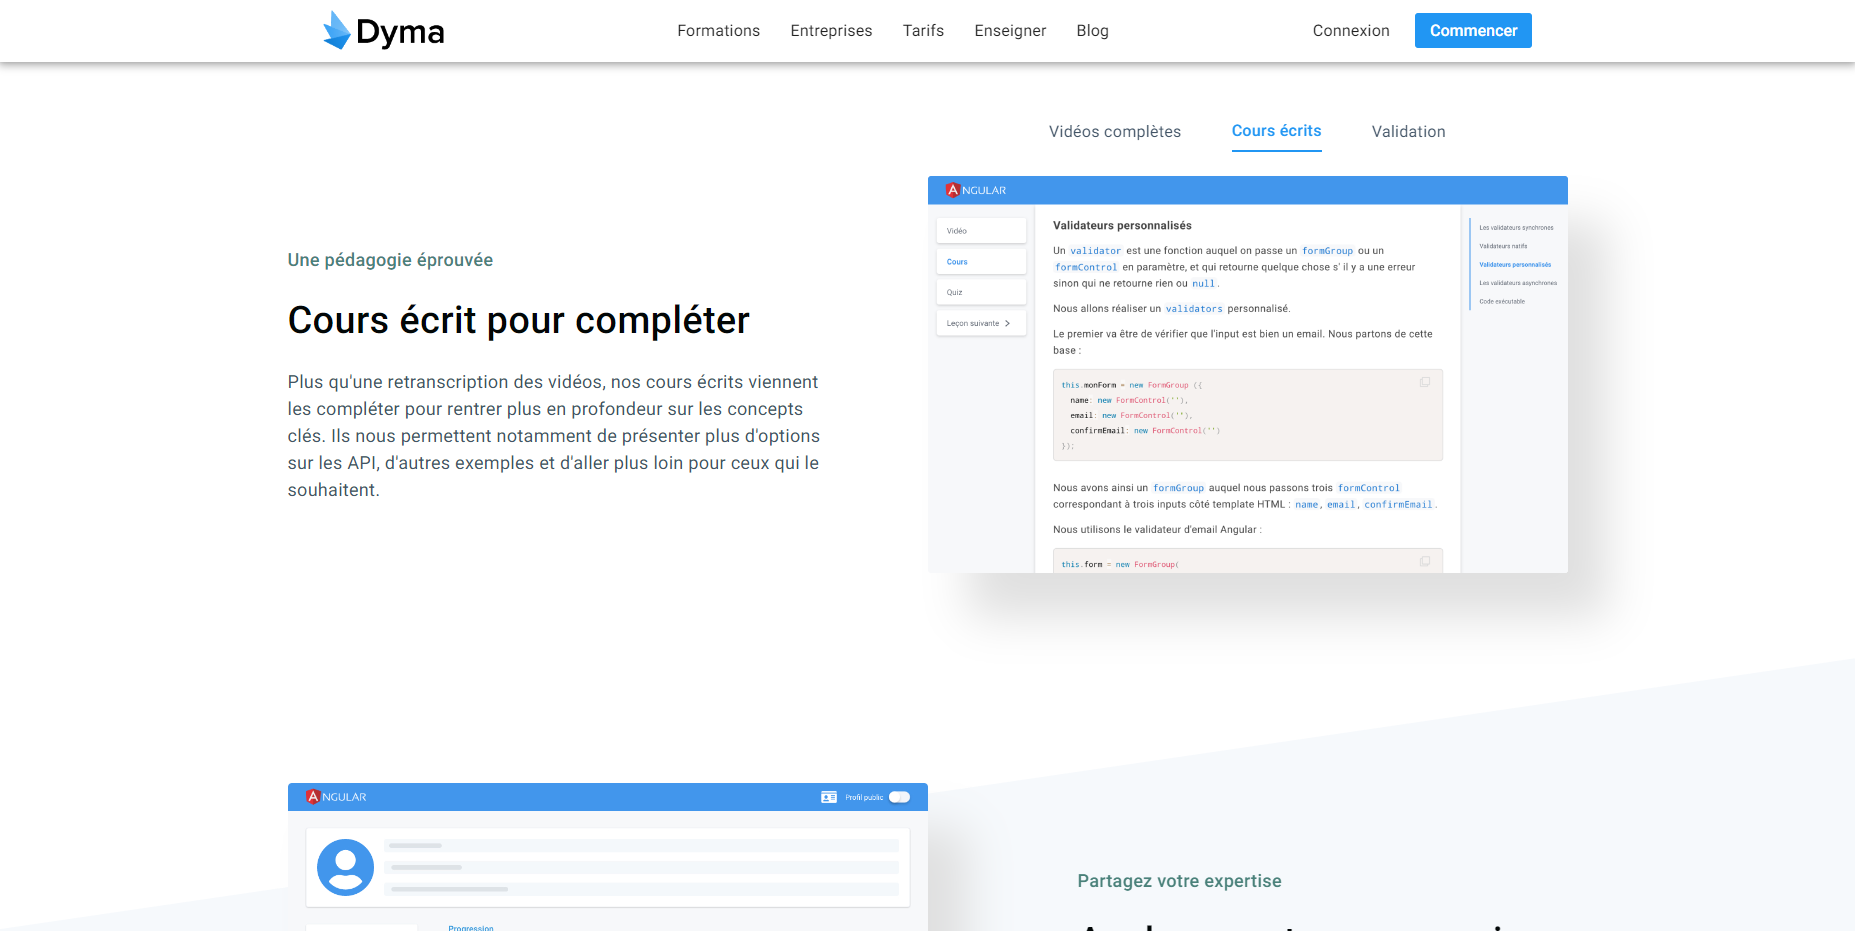 Dyma
Formations
Entreprises
Tarifs
Enseigner
Blog
Connexion
Commencer
Vidéos complètes
Cours écrits
Validation
Une pédagogie éprouvée
Cours écrit pour compléter
Plus qu'une retranscription des vidéos, nos cours écrits viennent
les compléter pour rentrer plus en profondeur sur les concepts
clés. Ils nous permettent notamment de présenter plus d'options
sur les API, d'autres exemples et d'aller plus loin pour ceux qui le
souhaitent.
ANGULAR
Vidéo
Cours
Quiz
Leçon suivante
Validateurs personnalisés
Un validator est une fonction auquel on passe un formGroup ou un
formControl en paramètre, et qui retourne quelque chose s' il y a une erreur
sinon qui ne retourne rien ou null.
Nous allons réaliser un validators personnalisé.
Le premier va être de vérifier que l'input est bien un email. Nous partons de cette
base :
this.monForm = new FormGroup ({
name: new FormControl(''),
email: new FormControl(''),
confirmEmail: new FormControl('')
});
Nous avons ainsi un formGroup auquel nous passons trois formControl
correspondant à trois inputs côté template HTML : name, email, confirmEmail.
Nous utilisons le validateur d'email Angular :
this.form = new FormGroup(
Les validateurs synchrones
Validateurs natifs
Validateurs personnalisés
Les validateurs asynchrones
Code exécutable
ANGULAR
Profil public
Progression
Partagez votre expertise